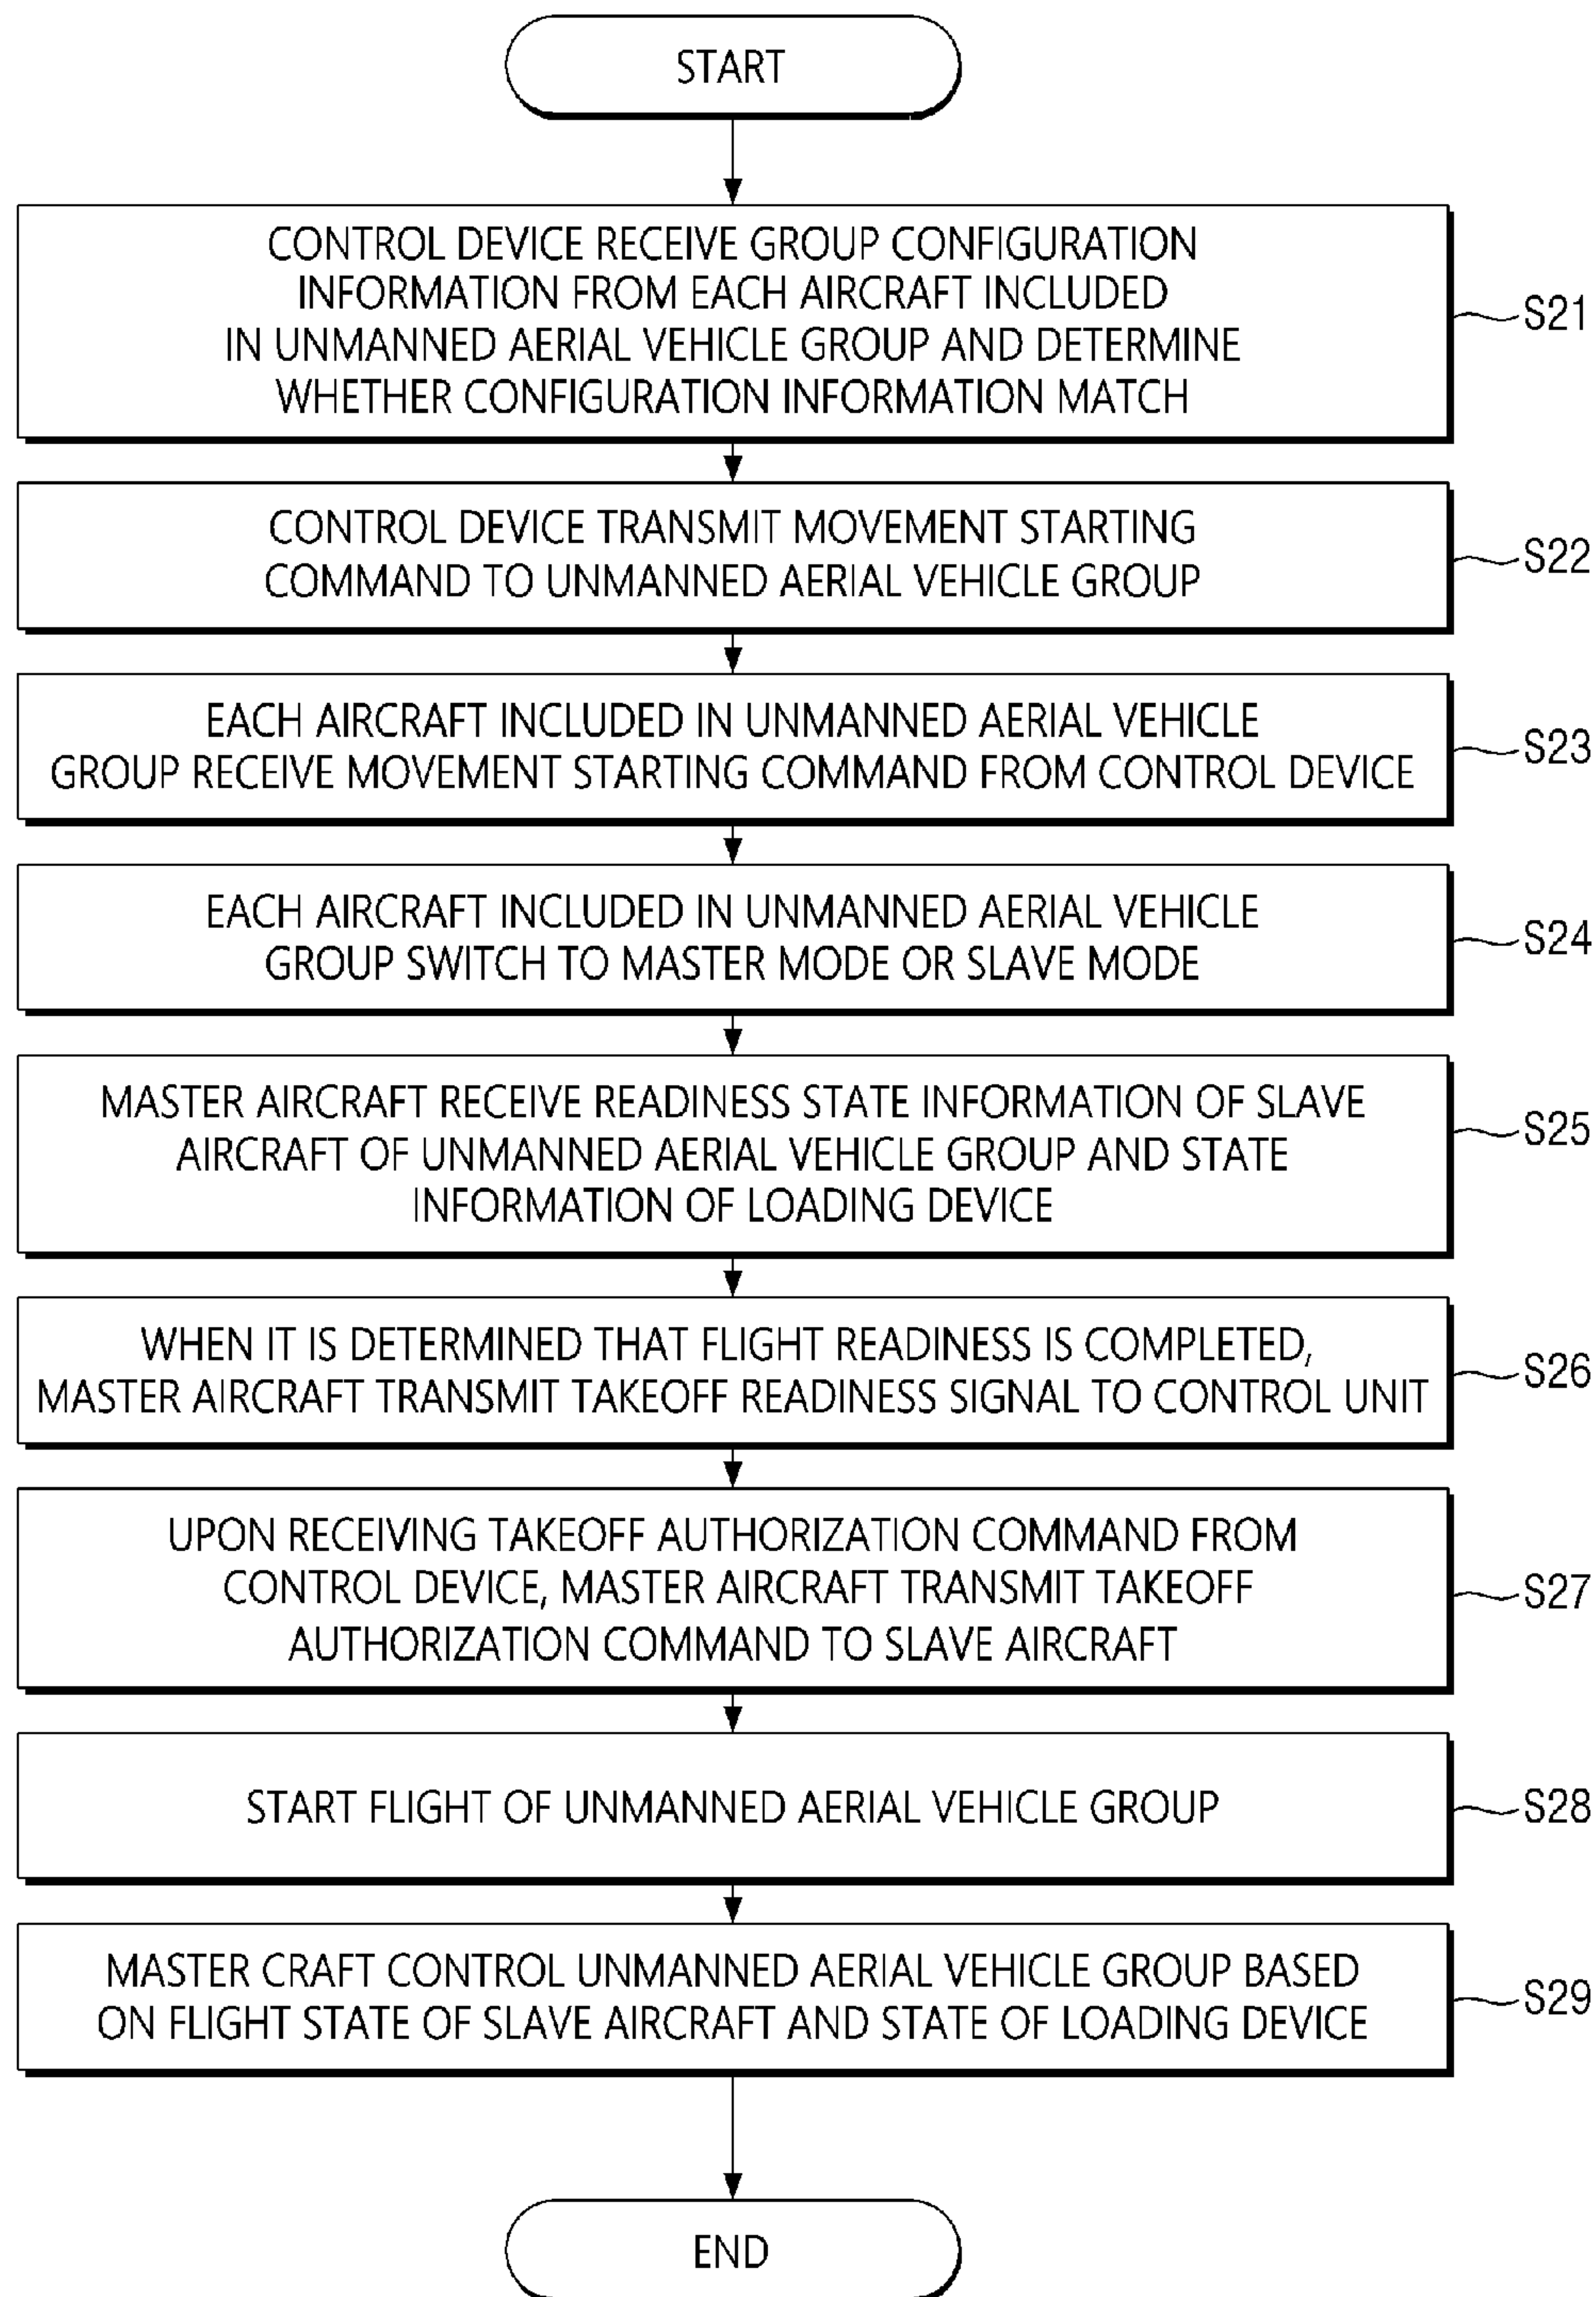 START
CONTROL DEVICE RECEIVE GROUP CONFIGURATION
INFORMATION FROM EACH AIRCRAFT INCLUDED
IN UNMANNED AERIAL VEHICLE GROUP AND DETERMINE
WHETHER CONFIGURATION INFORMATION MATCH
S21
CONTROL DEVICE TRANSMIT MOVEMENT STARTING
COMMAND TO UNMANNED AERIAL VEHICLE GROUP
S22
EACH AIRCRAFT INCLUDED IN UNMANNED AERIAL VEHICLE
GROUP RECEIVE MOVEMENT STARTING COMMAND FROM CONTROL DEVICE
S23
EACH AIRCRAFT INCLUDED IN UNMANNED AERIAL VEHICLE
GROUP SWITCH TO MASTER MODE OR SLAVE MODE
S24
MASTER AIRCRAFT RECEIVE READINESS STATE INFORMATION OF SLAVE
AIRCRAFT OF UNMANNED AERIAL VEHICLE GROUP AND STATE
INFORMATION OF LOADING DEVICE
S25
WHEN IT IS DETERMINED THAT FLIGHT READINESS IS COMPLETED,
MASTER AIRCRAFT TRANSMIT TAKEOFF READINESS SIGNAL TO CONTROL UNIT
S26
UPON RECEIVING TAKEOFF AUTHORIZATION COMMAND FROM
CONTROL DEVICE, MASTER AIRCRAFT TRANSMIT TAKEOFF
AUTHORIZATION COMMAND TO SLAVE AIRCRAFT
S27
START FLIGHT OF UNMANNED AERIAL VEHICLE GROUP
S28
MASTER CRAFT CONTROL UNMANNED AERIAL VEHICLE GROUP BASED
ON FLIGHT STATE OF SLAVE AIRCRAFT AND STATE OF LOADING DEVICE
S29
END